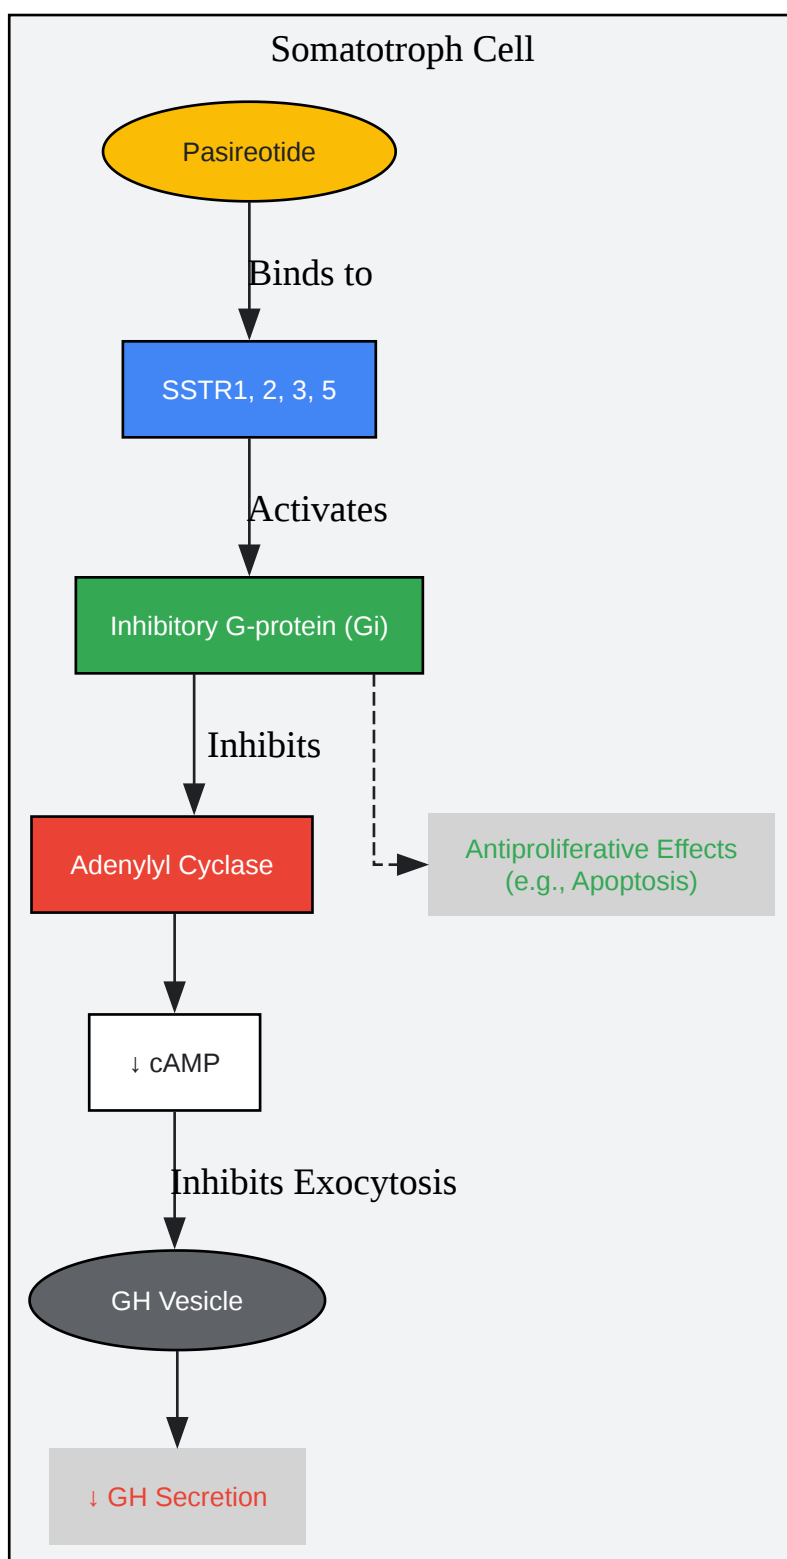 Somatotroph Cell
Pasireotide
Binds to
SSTR1, 2, 3, 5
Activates
Inhibitory G-protein (Gi)
Inhibits
Adenylyl Cyclase
Antiproliferative Effects
(e.g., Apoptosis)
↓ cAMP
Inhibits Exocytosis
GH Vesicle
↓ GH Secretion